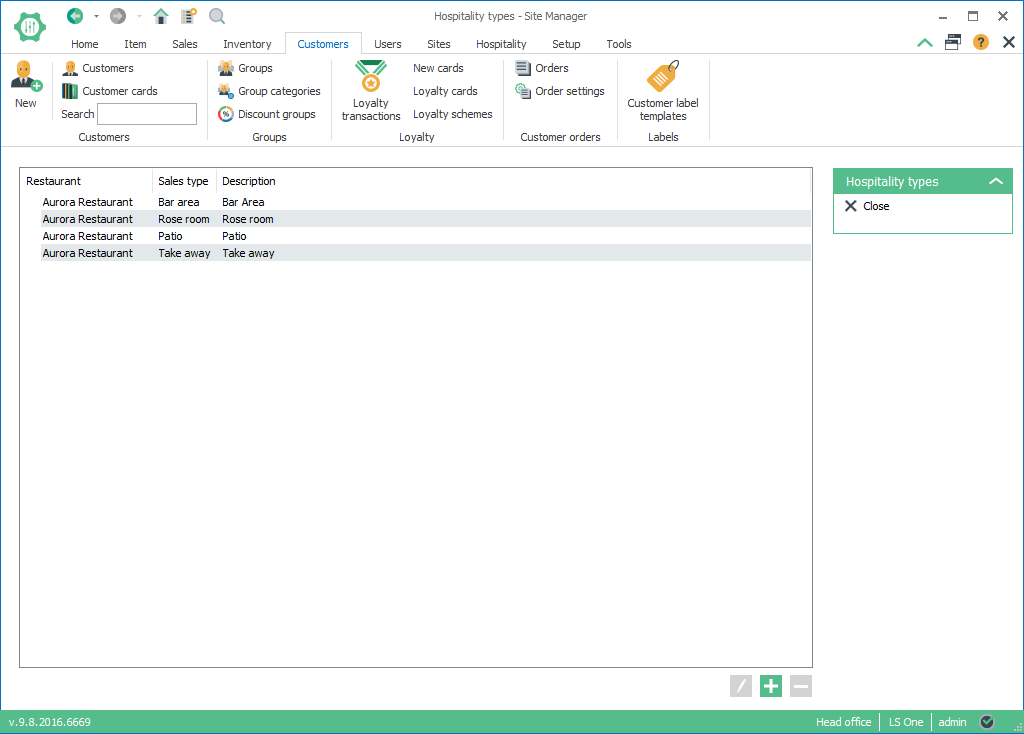 Hospitality types - Site Manager
Home Item Sales Inventory Customers Users Sites Hospitality Setup Tools
New
Customers
Customer cards
Search
Customers
Groups
Group categories
Discount groups
Groups
Loyalty
transactions
New cards
Loyalty cards
Loyalty schemes
Loyalty
Orders
Order settings
Customer orders
Customer label
templates
Labels
Restaurant Sales type Description
Aurora Restaurant Bar area Bar Area
Aurora Restaurant Rose room Rose room
Aurora Restaurant Patio Patio
Aurora Restaurant Take away Take away
Hospitality types
Close
v.9.8.2016.6669
Head office LS One admin